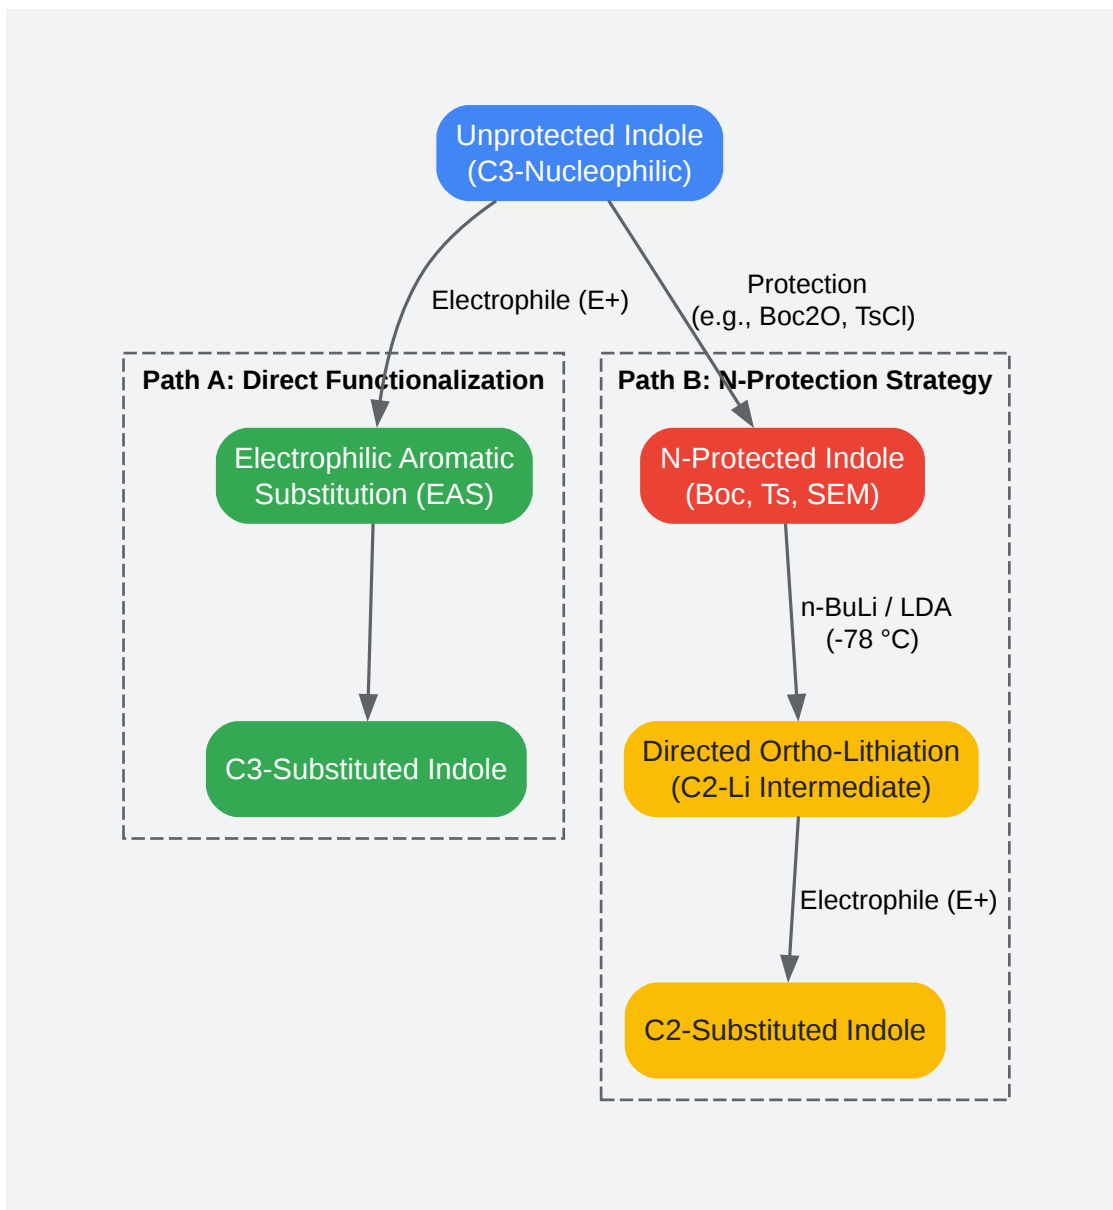 Unprotected Indole
(C3-Nucleophilic)
Electrophile (E+)
Protection
(e.g., Boc2O, TsCl)
Path A: Direct Functionalization
Electrophilic Aromatic
Substitution (EAS)
C3-Substituted Indole
Path B: N-Protection Strategy
N-Protected Indole
(Boc, Ts, SEM)
n-BuLi / LDA
(-78 °C)
Directed Ortho-Lithiation
(C2-Li Intermediate)
Electrophile (E+)
C2-Substituted Indole